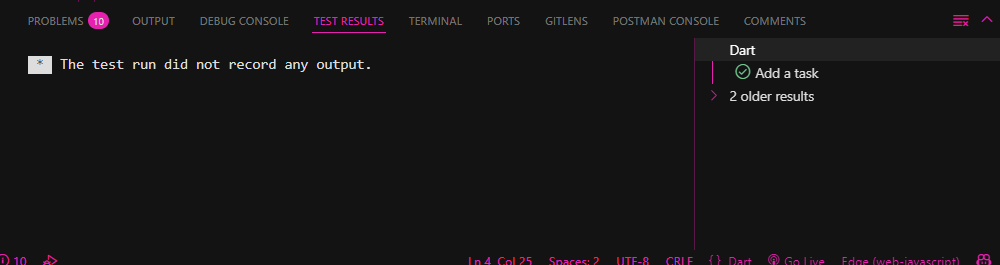 PROBLEMS 10 OUTPUT DEBUG CONSOLE TEST RESULTS TERMINAL PORTS GITLENS POSTMAN CONSOLE COMMENTS
* The test run did not record any output.
Dart
Add a task
2 older results
10 Ln 4, Col 25 Spaces: 2 UTF-8 CRLF { } Dart Go Live Edge (web-javascript)